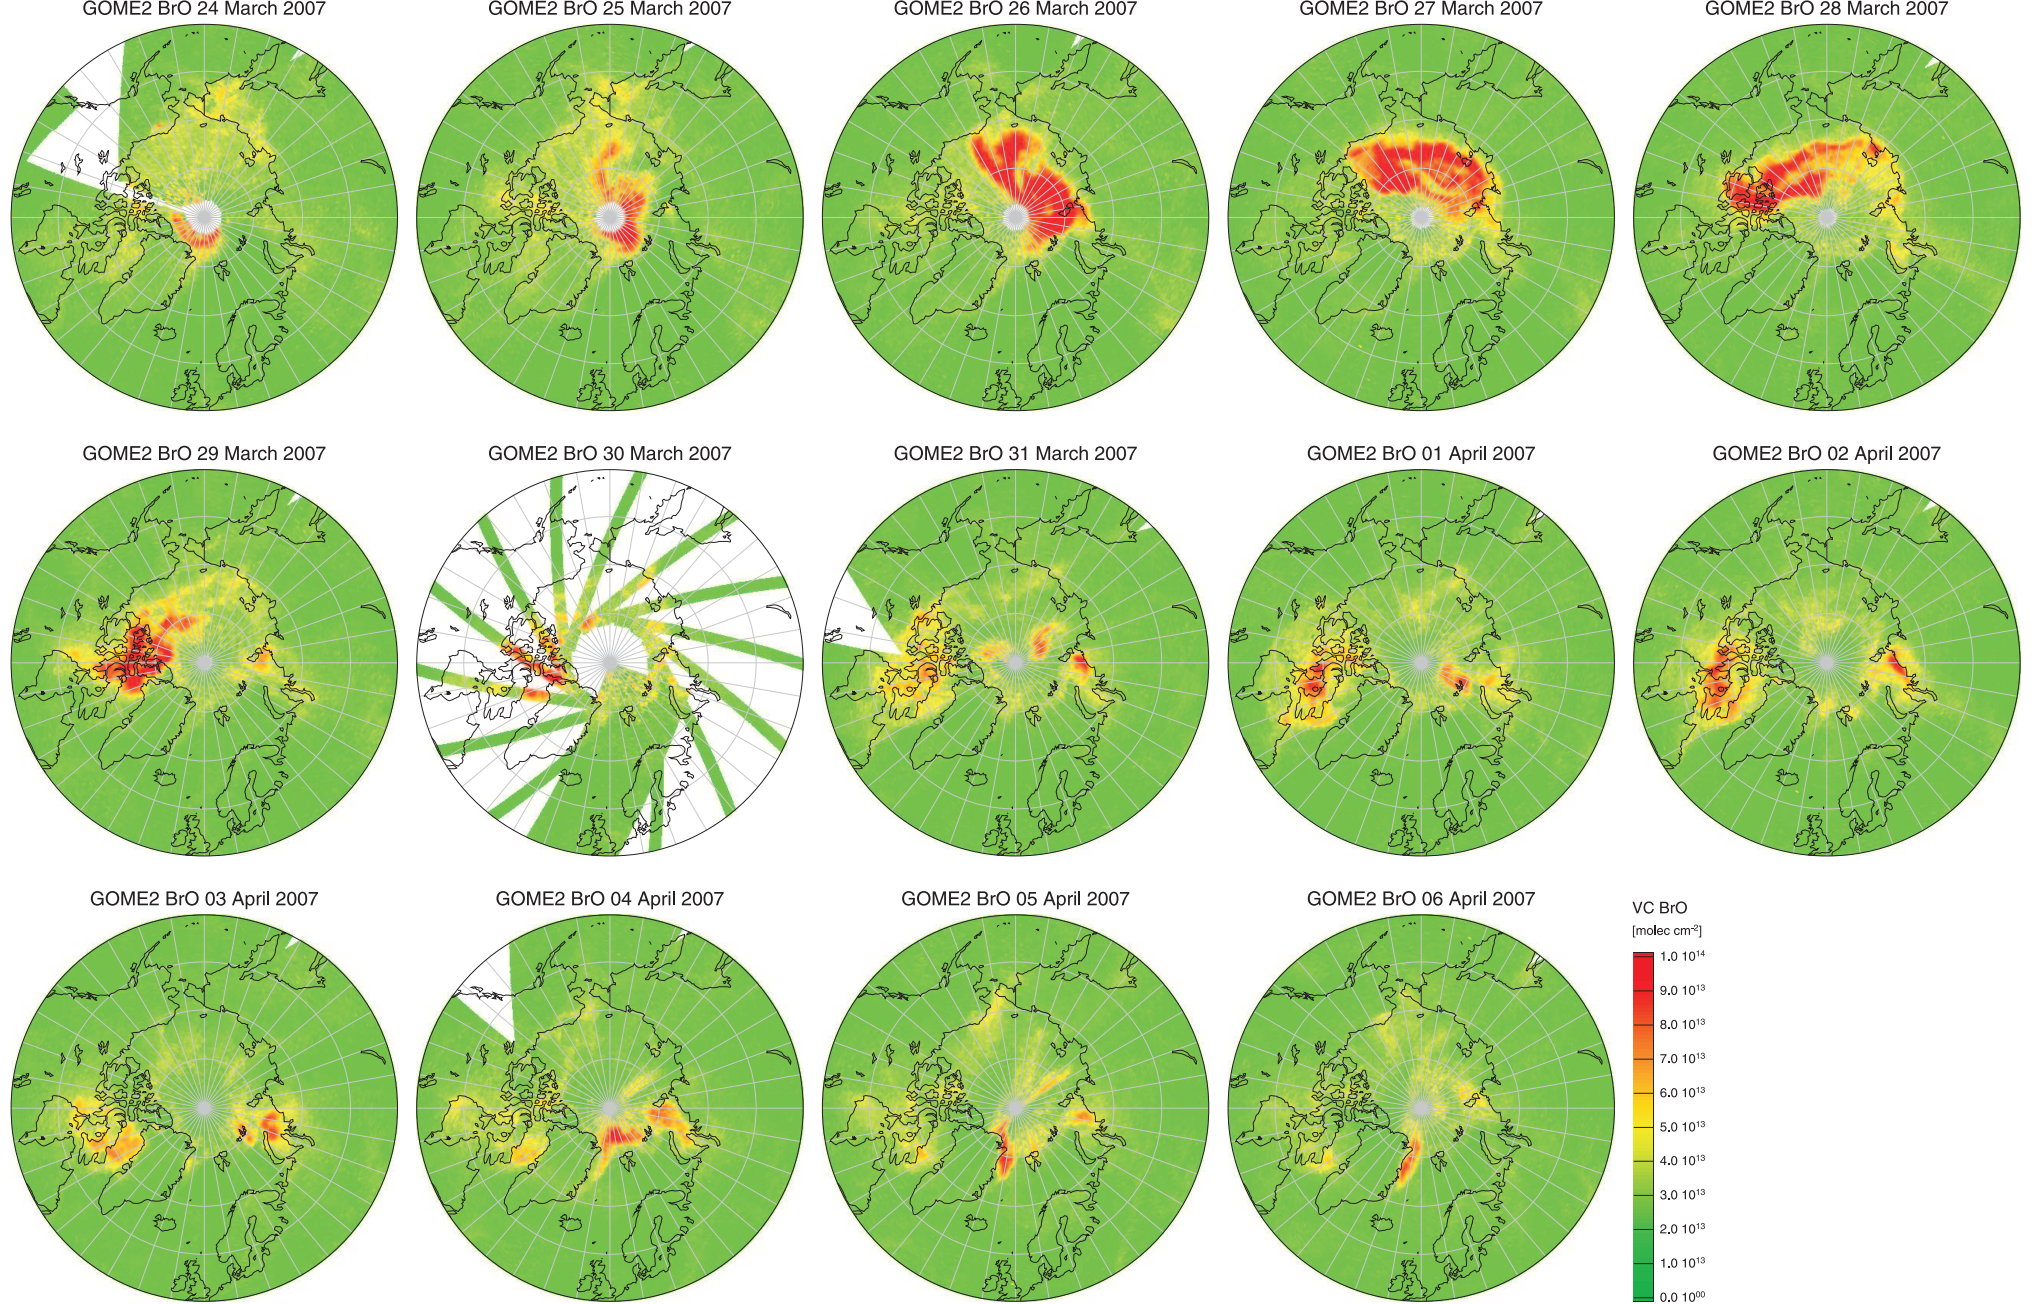 GOME2 BrO 24 March 2007
GOME2 BrO 25 March 2007
GOME2 BrO 26 March 2007
GOME2 BrO 27 March 2007
GOME2 BrO 28 March 2007
GOME2 BrO 29 March 2007
GOME2 BrO 30 March 2007
GOME2 BrO 31 March 2007
GOME2 BrO 01 April 2007
GOME2 BrO 02 April 2007
GOME2 BrO 03 April 2007
GOME2 BrO 04 April 2007
GOME2 BrO 05 April 2007
GOME2 BrO 06 April 2007
VC BrO
[molec cm⁻²]
1.0 10¹⁴
9.0 10¹³
8.0 10¹³
7.0 10¹³
6.0 10¹³
5.0 10¹³
4.0 10¹³
3.0 10¹³
2.0 10¹³
1.0 10¹³
0.0 10⁰⁰